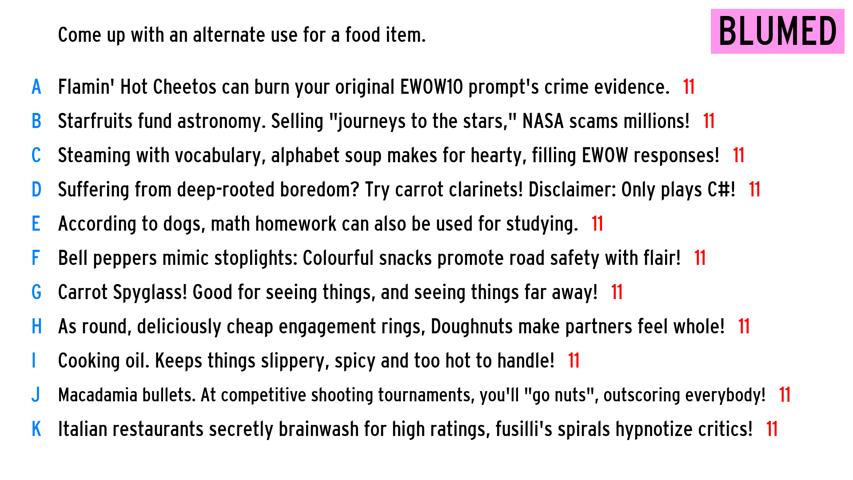 Come up with an alternate use for a food item.
BLUMED
A Flamin' Hot Cheetos can burn your original EWOW10 prompt's crime evidence. 11
B Starfruits fund astronomy. Selling "journeys to the stars," NASA scams millions! 11
C Steaming with vocabulary, alphabet soup makes for hearty, filling EWOW responses! 11
D Suffering from deep-rooted boredom? Try carrot clarinets! Disclaimer: Only plays C#! 11
E According to dogs, math homework can also be used for studying. 11
F Bell peppers mimic stoplights: Colourful snacks promote road safety with flair! 11
G Carrot Spyglass! Good for seeing things, and seeing things far away! 11
H As round, deliciously cheap engagement rings, Doughnuts make partners feel whole! 11
I Cooking oil. Keeps things slippery, spicy and too hot to handle! 11
J Macadamia bullets. At competitive shooting tournaments, you'll "go nuts", outscoring everybody! 11
K Italian restaurants secretly brainwash for high ratings, fusilli's spirals hypnotize critics! 11